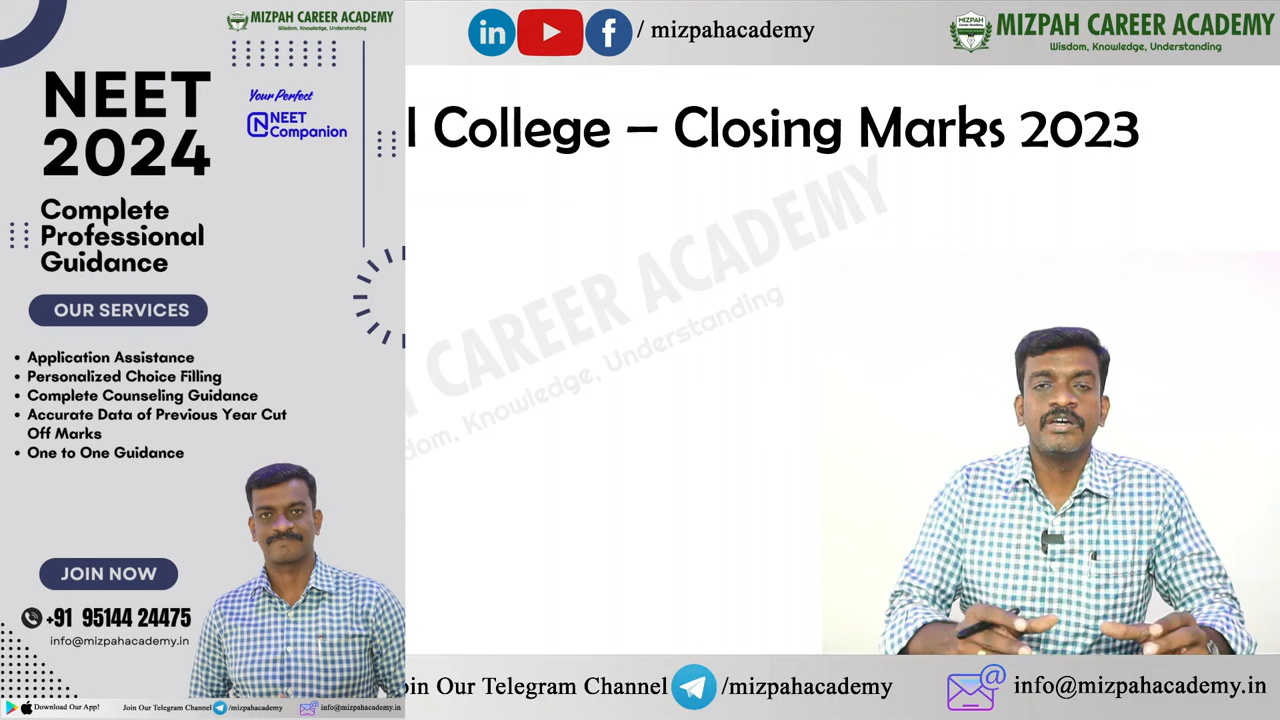 MIZPAH CAREER ACADEMY
Wisdom, Knowledge, Understanding
NEET
2024
Your Perfect
NEET
Companion
Complete
Professional
Guidance
OUR SERVICES
• Application Assistance
• Personalized Choice Filling
• Complete Counseling Guidance
• Accurate Data of Previous Year Cut
Off Marks
• One to One Guidance
JOIN NOW
+91 95144 24475
info@mizpahacademy.in
Download Our App!
Join Our Telegram Channel /mizpahacademy
info@mizpahacademy.in
/ mizpahacademy
MIZPAH CAREER ACADEMY
Wisdom, Knowledge, Understanding
l College – Closing Marks 2023
CAREER ACADEMY
dom, Knowledge, Understanding
oin Our Telegram Channel /mizpahacademy
info@mizpahacademy.in